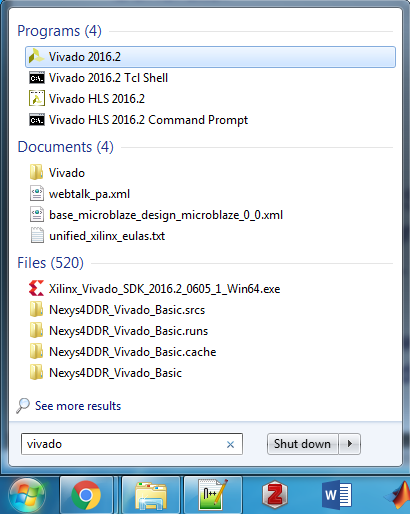 Programs (4)
Vivado 2016.2
Vivado 2016.2 Tcl Shell
Vivado HLS 2016.2
Vivado HLS 2016.2 Command Prompt
Documents (4)
Vivado
webtalk_pa.xml
base_microblaze_design_microblaze_0_0.xml
unified_xilinx_eulas.txt
Files (520)
Xilinx_Vivado_SDK_2016.2_0605_1_Win64.exe
Nexys4DDR_Vivado_Basic.srcs
Nexys4DDR_Vivado_Basic.runs
Nexys4DDR_Vivado_Basic.cache
Nexys4DDR_Vivado_Basic
See more results
vivado
Shut down